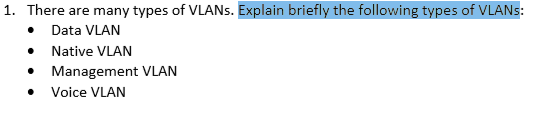 1. There are many types of VLANs. Explain briefly the following types of VLANs:
• Data VLAN
• Native VLAN
• Management VLAN
• Voice VLAN